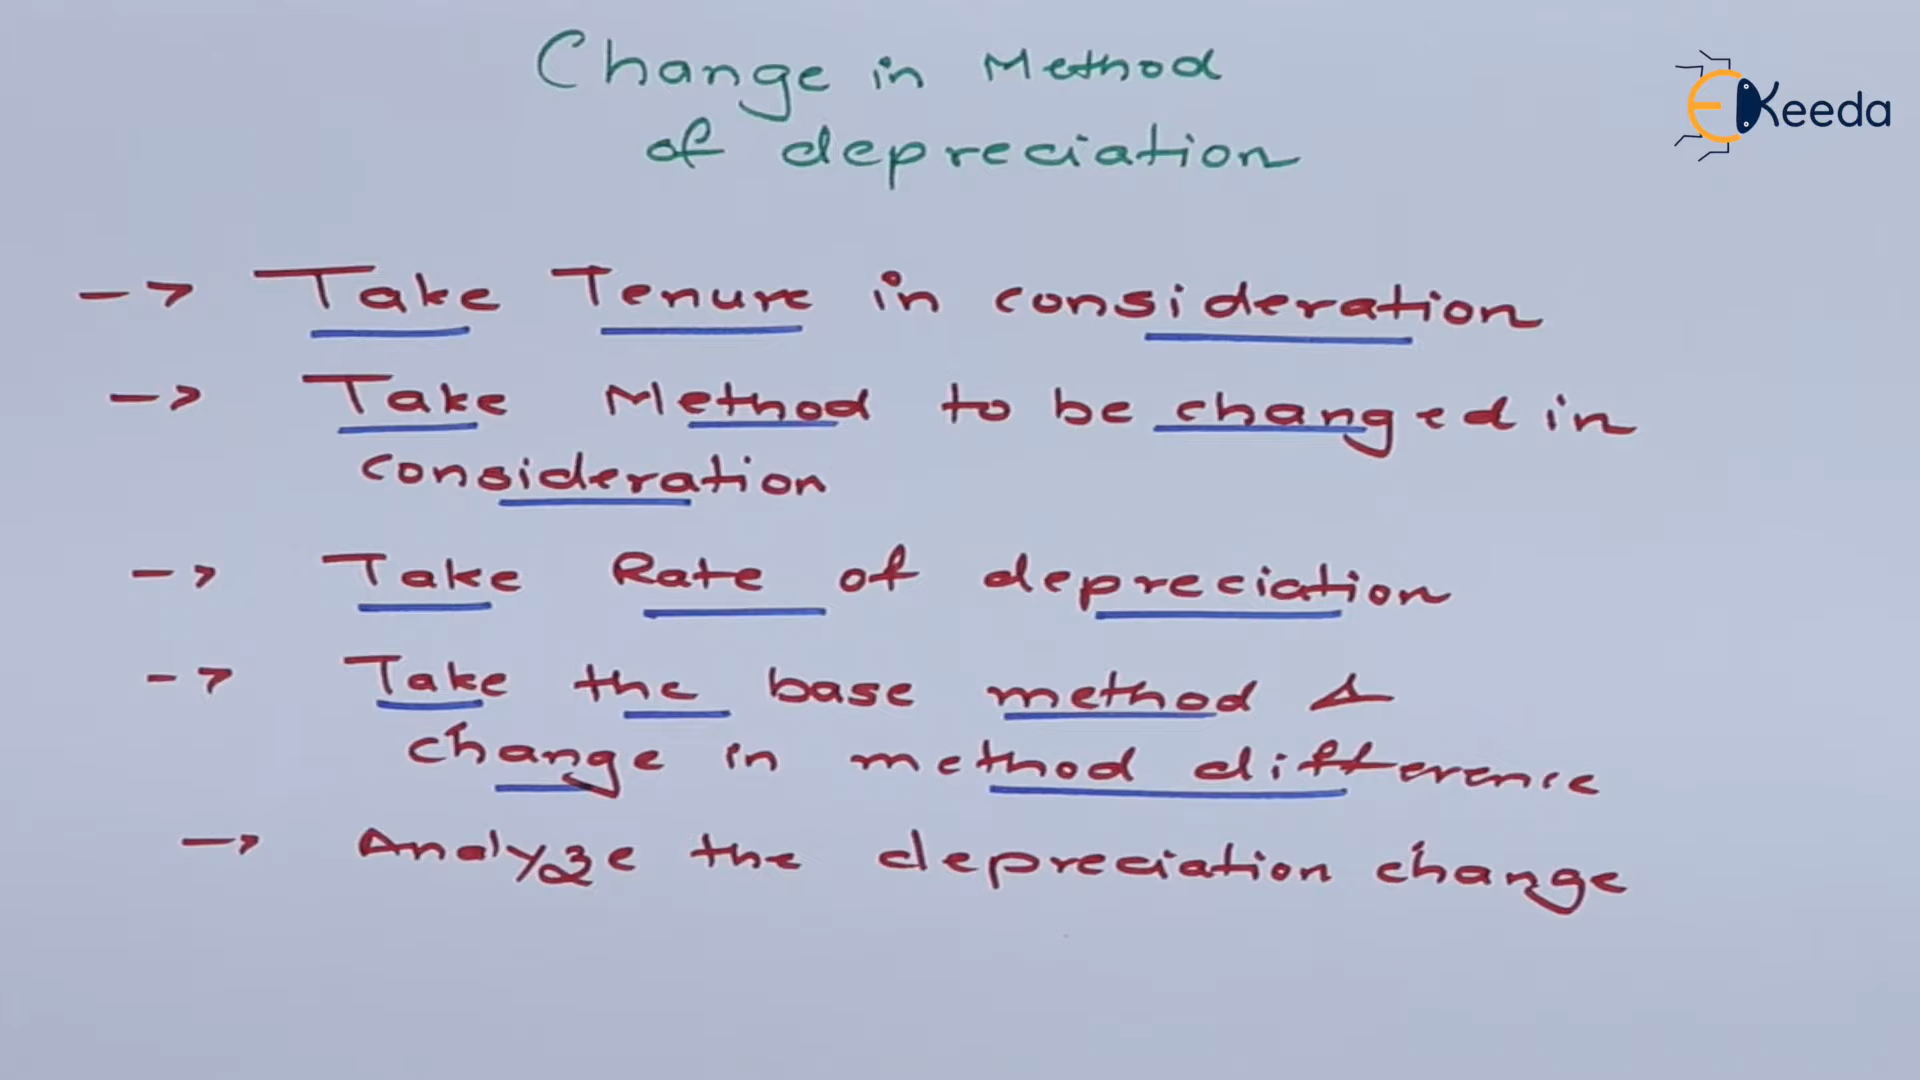 Change in Method
of depreciation
Keeda
-> Take Tenure in consideration
-> Take Method to be changed in
consideration
-> Take Rate of depreciation
-> Take the base method &
change in method difference
-> Analyze the depreciation change